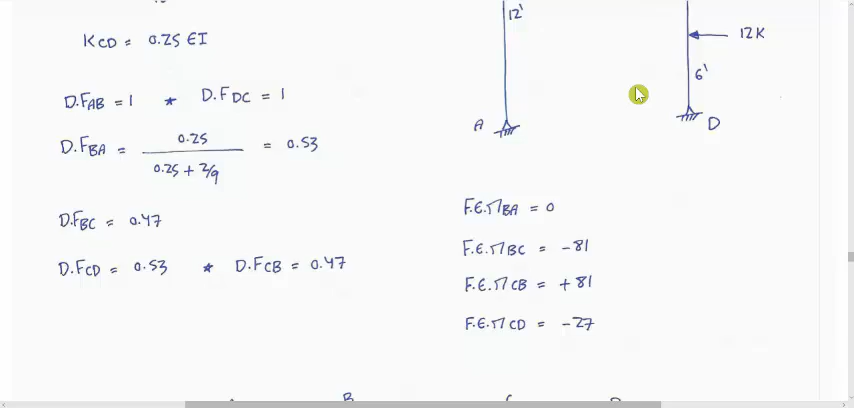 KCD = 0.25 EI
D.FAB = 1 * D.FDC = 1
D.FBA = 0.25 / 0.25 + 2/9 = 0.53
D.FBC = 0.47
D.FCD = 0.53 * D.FCB = 0.47
12'
12K
6'
A
D
F.E.MBA = 0
F.E.MBC = -81
F.E.MCB = +81
F.E.MCD = -27
B